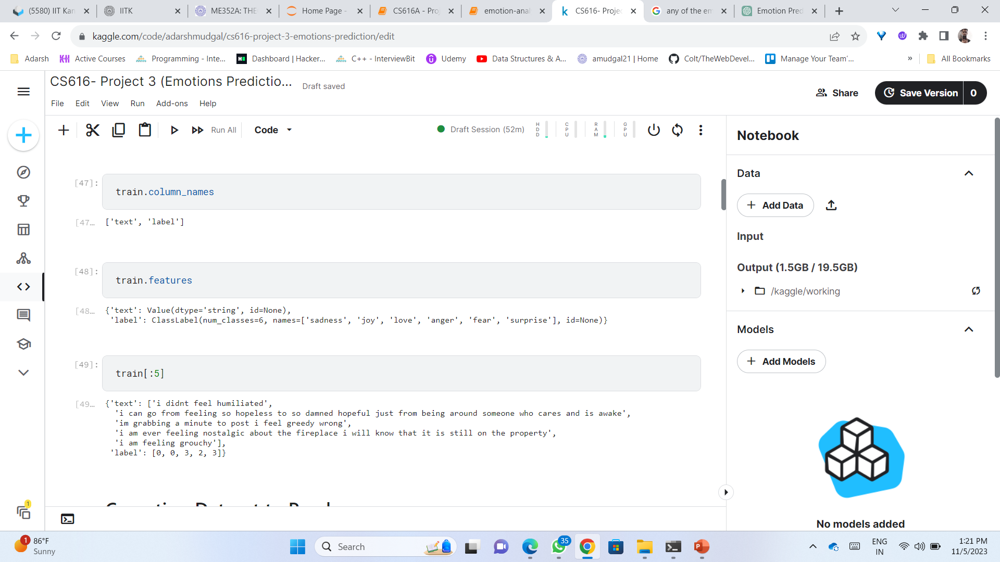 (5580) IIT Kan
IITK
ME352A: THE
Home Page -
CS616A - Proj
emotion-anal
CS616- Projec
any of the em
Emotion Pred
kaggle.com/code/adarshmudgal/cs616-project-3-emotions-prediction/edit
Adarsh
Active Courses
Programming - Inte...
Dashboard | Hacker...
C++ - InterviewBit
Udemy
Data Structures & A...
amudgal21 | Home
Colt/TheWebDevel...
Manage Your Team'...
»
All Bookmarks
CS616- Project 3 (Emotions Predictio...
Draft saved
File Edit View Run Add-ons Help
Share
Save Version
0
Run All
Code
Draft Session (52m)
HDD
CPU
RAM
GPU
[47]:
train.column_names
[47…
['text', 'label']
[48]:
train.features
[48…
{'text': Value(dtype='string', id=None),
'label': ClassLabel(num_classes=6, names=['sadness', 'joy', 'love', 'anger', 'fear', 'surprise'], id=None)}
[49]:
train[:5]
[49…
{'text': ['i didnt feel humiliated',
'i can go from feeling so hopeless to so damned hopeful just from being around someone who cares and is awake',
'im grabbing a minute to post i feel greedy wrong',
'i am ever feeling nostalgic about the fireplace i will know that it is still on the property',
'i am feeling grouchy'],
'label': [0, 0, 3, 2, 3]}
Notebook
Data
Add Data
Input
Output (1.5GB / 19.5GB)
/kaggle/working
Models
Add Models
No models added
1
1
86°F
Sunny
Search
35
P
ENG
IN
1:21 PM
11/5/2023